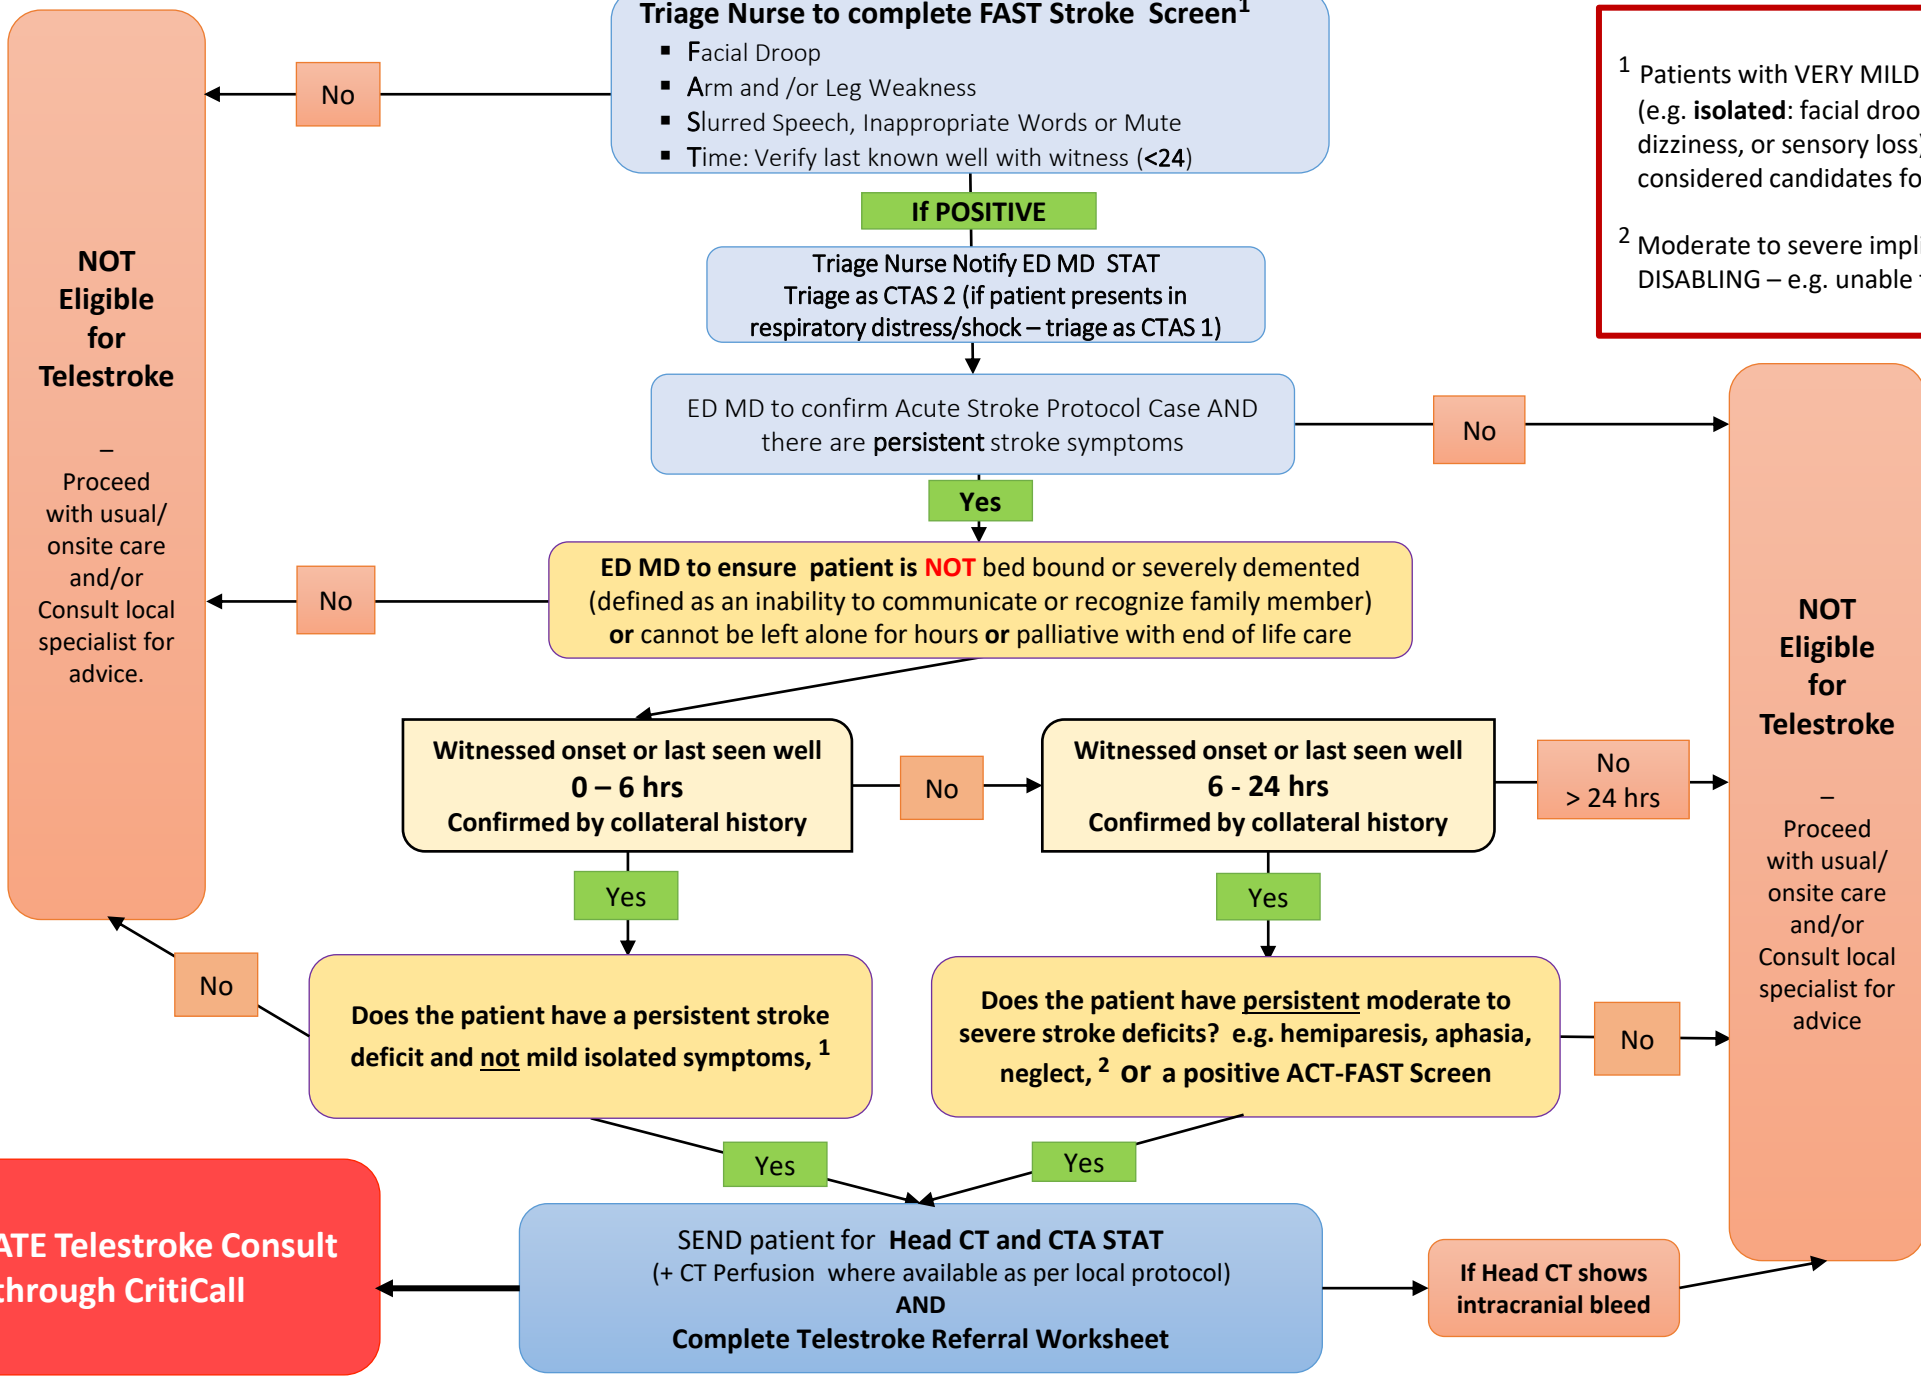 Triage Nurse to complete FAST Stroke Screen1
▪ Facial Droop
▪ Arm and /or Leg Weakness
▪ Slurred Speech, Inappropriate Words or Mute
▪ Time: Verify last known well with witness (<24)
No
1 Patients with VERY MILD
(e.g. isolated: facial droo
dizziness, or sensory loss)
considered candidates fo
2 Moderate to severe impli
DISABLING – e.g. unable
If POSITIVE
Triage Nurse Notify ED MD STAT
Triage as CTAS 2 (if patient presents in
respiratory distress/shock – triage as CTAS 1)
NOT
Eligible
for
Telestroke
–
Proceed
with usual/
onsite care
and/or
Consult local
specialist for
advice.
ED MD to confirm Acute Stroke Protocol Case AND
there are persistent stroke symptoms
No
Yes
ED MD to ensure patient is NOT bed bound or severely demented
(defined as an inability to communicate or recognize family member)
or cannot be left alone for hours or palliative with end of life care
No
NOT
Eligible
for
Telestroke
–
Proceed
with usual/
onsite care
and/or
Consult local
specialist for
advice
Witnessed onset or last seen well
0 – 6 hrs
Confirmed by collateral history
No
Witnessed onset or last seen well
6 - 24 hrs
Confirmed by collateral history
No
> 24 hrs
Yes
Yes
No
Does the patient have a persistent stroke
deficit and not mild isolated symptoms, 1
Does the patient have persistent moderate to
severe stroke deficits? e.g. hemiparesis, aphasia,
neglect, 2 or a positive ACT-FAST Screen
No
Yes
Yes
ATE Telestroke Consult
through CritiCall
SEND patient for Head CT and CTA STAT
(+ CT Perfusion where available as per local protocol)
AND
Complete Telestroke Referral Worksheet
If Head CT shows
intracranial bleed